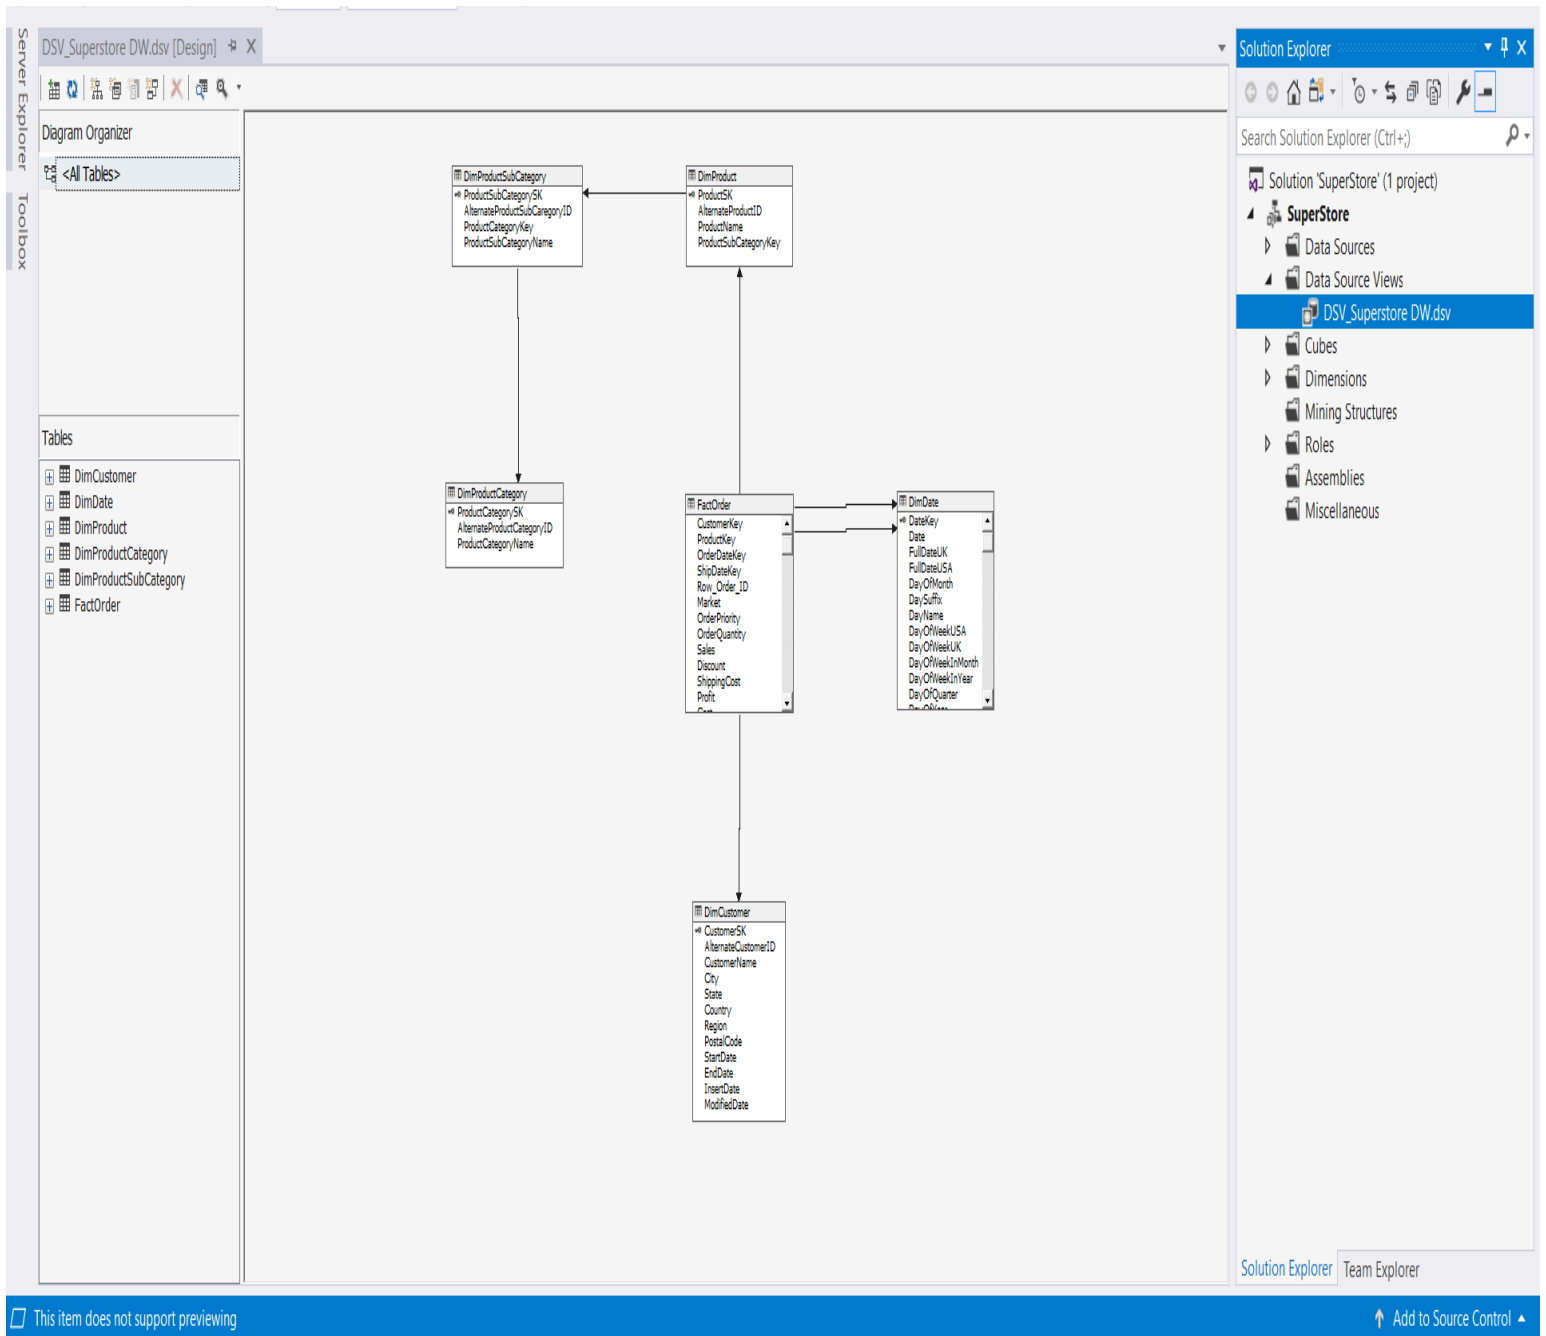 Server Explorer
Toolbox
DSV_Superstore DW.dsv [Design]
Diagram Organizer
<All Tables>
Tables
DimCustomer
DimDate
DimProduct
DimProductCategory
DimProductSubCategory
FactOrder
DimProductSubCategory
ProductSubCategorySK
AlternateProductSubCaregoryID
ProductCategoryKey
ProductSubCategoryName
DimProduct
ProductSK
AlternateProductID
ProductName
ProductSubCategoryKey
DimProductCategory
ProductCategorySK
AlternateProductCategoryID
ProductCategoryName
FactOrder
CustomerKey
ProductKey
OrderDateKey
ShipDateKey
Row_Order_ID
Market
OrderPriority
OrderQuantity
Sales
Discount
ShippingCost
Profit
DimDate
DateKey
Date
FullDateUK
FullDateUSA
DayOfMonth
DaySuffix
DayName
DayOfWeekUSA
DayOfWeekUK
DayOfWeekInMonth
DayOfWeekInYear
DayOfQuarter
DayOfYear
DimCustomer
CustomerSK
AlternateCustomerID
CustomerName
City
State
Country
Region
PostalCode
StartDate
EndDate
InsertDate
ModifiedDate
Solution Explorer
Search Solution Explorer (Ctrl+;)
Solution 'SuperStore' (1 project)
SuperStore
Data Sources
Data Source Views
DSV_Superstore DW.dsv
Cubes
Dimensions
Mining Structures
Roles
Assemblies
Miscellaneous
Solution Explorer
Team Explorer
This item does not support previewing
Add to Source Control